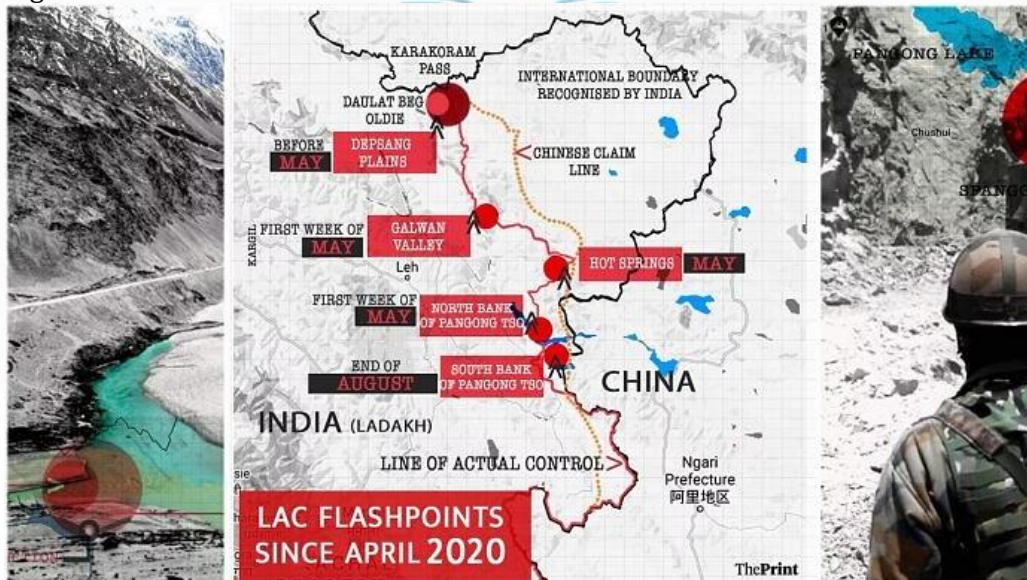 KARAKORAM
PASS
INTERNATIONAL BOUNDARY
RECOGNISED BY INDIA
DAULAT BEG
OLDIE
BEFORE
MAY
DEPSANG
PLAINS
CHINESE CLAIM
LINE
FIRST WEEK OF
MAY
GALWAN
VALLEY
KARGIL
Leh
HOT SPRINGS
MAY
FIRST WEEK OF
MAY
NORTH BANK
OF PANGONG TSO
END OF
AUGUST
SOUTH BANK
OF PANGONG TSO
CHINA
INDIA (LADAKH)
LINE OF ACTUAL CONTROL
Ngari
Prefecture
阿里地区
LAC FLASHPOINTS
SINCE APRIL 2020
ThePrint
PANGONG LAKE
Chushul